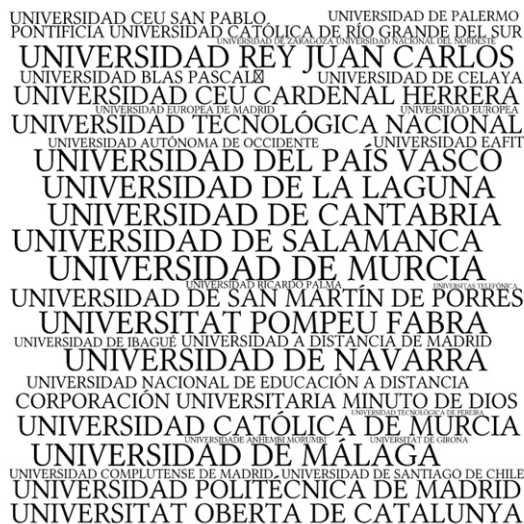 UNIVERSIDAD CEU SAN PABLO UNIVERSIDAD DE PALERMO
PONTIFICIA UNIVERSIDAD CATÓLICA DE RÍO GRANDE DEL SUR
UNIVERSIDAD DE ZARAGOZA UNIVERSIDAD NACIONAL DEL NORDESTE
UNIVERSIDAD REY JUAN CARLOS
UNIVERSIDAD BLAS PASCAL UNIVERSIDAD DE CELAYA
UNIVERSIDAD CEU CARDENAL HERRERA
UNIVERSIDAD EUROPEA DE MADRID UNIVERSIDAD EUROPEA
UNIVERSIDAD TECNOLÓGICA NACIONAL
UNIVERSIDAD AUTÓNOMA DE OCCIDENTE UNIVERSIDAD EAFIT
UNIVERSIDAD DEL PAÍS VASCO
UNIVERSIDAD DE LA LAGUNA
UNIVERSIDAD DE CANTABRIA
UNIVERSIDAD DE SALAMANCA
UNIVERSIDAD DE MURCIA
UNIVERSIDAD RICARDO PALMA UNIVERSITAS TELEFÓNICA
UNIVERSIDAD DE SAN MARTÍN DE PORRES
UNIVERSITAT POMPEU FABRA
UNIVERSIDAD DE IBAGUÉ UNIVERSIDAD A DISTANCIA DE MADRID
UNIVERSIDAD DE NAVARRA
UNIVERSIDAD NACIONAL DE EDUCACIÓN A DISTANCIA
CORPORACIÓN UNIVERSITARIA MINUTO DE DIOS
UNIVERSIDAD TECNOLÓGICA DE PEREIRA
UNIVERSIDAD CATÓLICA DE MURCIA
UNIVERSIDADE ANHEMBI MORUMBI UNIVERSITAT DE GIRONA
UNIVERSIDAD DE MÁLAGA
UNIVERSIDAD COMPLUTENSE DE MADRID UNIVERSIDAD DE SANTIAGO DE CHILE
UNIVERSIDAD POLITÉCNICA DE MADRID
UNIVERSITAT OBERTA DE CATALUNYA